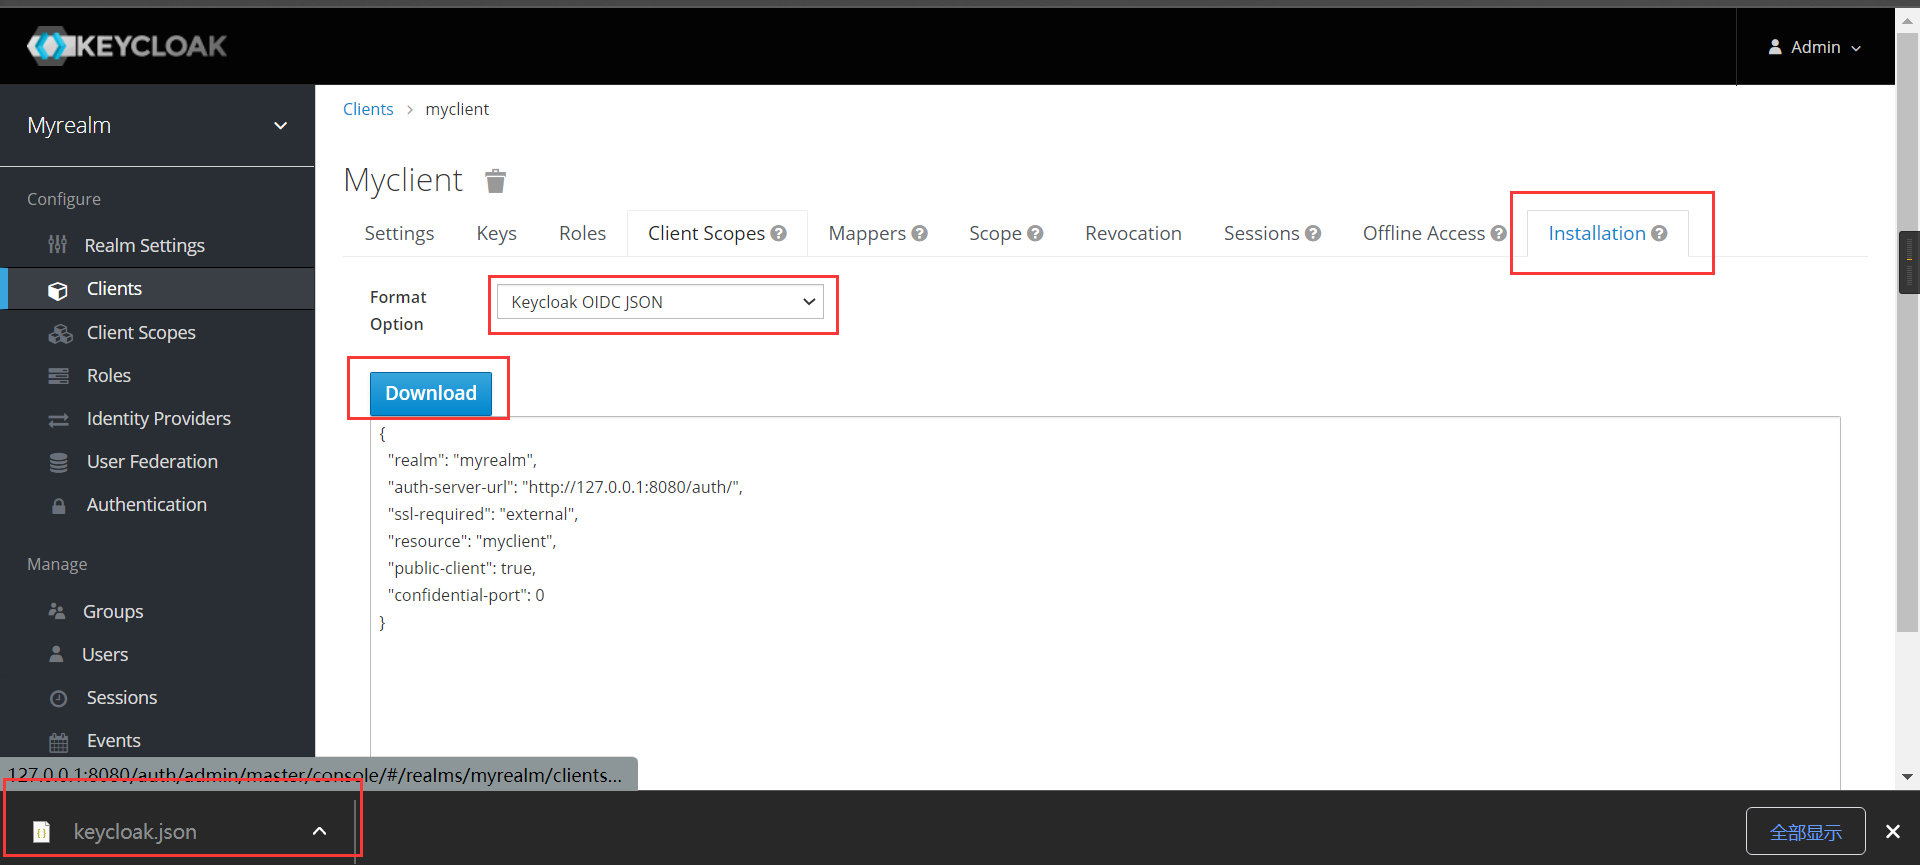 KEYCLOAK
Admin
Myrealm
Clients > myclient
Myclient
Configure
Realm Settings
Clients
Client Scopes
Roles
Identity Providers
User Federation
Authentication
Manage
Groups
Users
Sessions
Events
Settings Keys Roles Client Scopes Mappers Scope Revocation Sessions Offline Access Installation
Format
Option
Keycloak OIDC JSON
Download
{
"realm": "myrealm",
"auth-server-url": "http://127.0.0.1:8080/auth/",
"ssl-required": "external",
"resource": "myclient",
"public-client": true,
"confidential-port": 0
}
127.0.0.1:8080/auth/admin/master/console/#/realms/myrealm/clients...
keycloak.json
全部显示